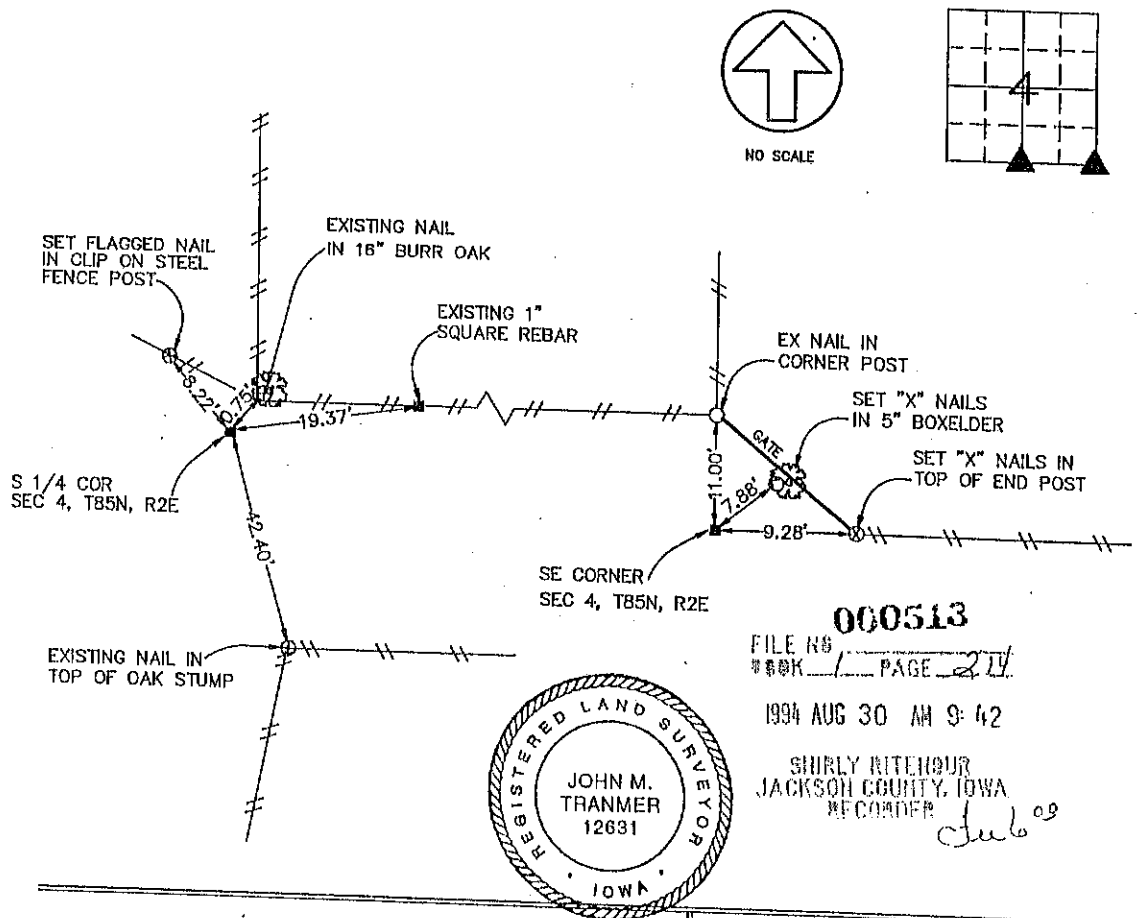 4
NO SCALE
SET FLAGGED NAIL
IN CLIP ON STEEL
FENCE POST
EXISTING NAIL
IN 16" BURR OAK
EXISTING 1"
SQUARE REBAR
EX NAIL IN
CORNER POST
SET "X" NAILS
IN 5" BOXELDER
SET "X" NAILS IN
TOP OF END POST
8.22'
0.75'
19.37'
GATE
11.00'
7.88'
9.28'
X
S 1/4 COR
SEC 4, T85N, R2E
42.40'
SE CORNER
SEC 4, T85N, R2E
EXISTING NAIL IN
TOP OF OAK STUMP
000513
FILE NO
BOOK 1 PAGE
1994 AUG 30 AM 9:42
SHIRLY RITENOUR
JACKSON COUNTY, IOWA
RECORDER
REGISTERED LAND SURVEYOR
JOHN M.
TRANMER
12631
IOWA